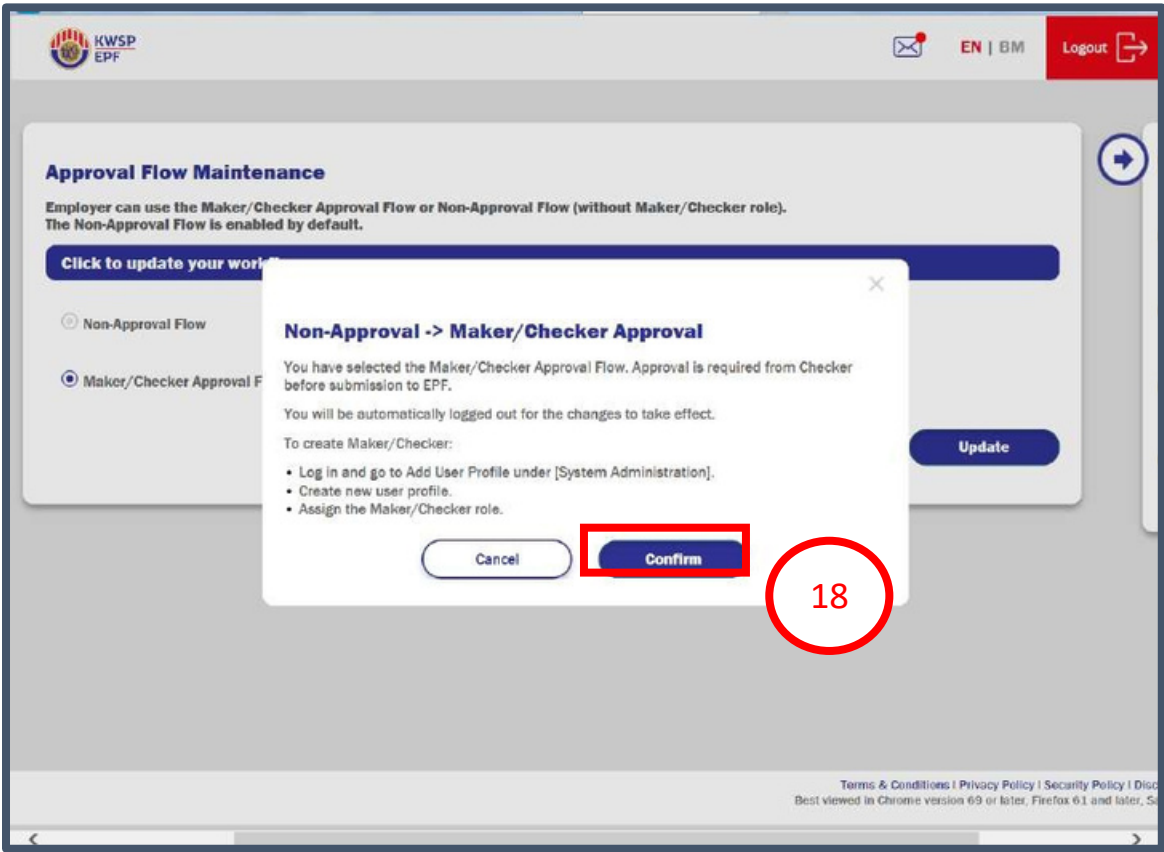 KWSP
EPF
EN | BM
Logout
Approval Flow Maintenance
Employer can use the Maker/Checker Approval Flow or Non-Approval Flow (without Maker/Checker role).
The Non-Approval Flow is enabled by default.
Click to update your work
Non-Approval Flow
Maker/Checker Approval F
Non-Approval -> Maker/Checker Approval
You have selected the Maker/Checker Approval Flow. Approval is required from Checker
before submission to EPF.
You will be automatically logged out for the changes to take effect.
To create Maker/Checker:
• Log in and go to Add User Profile under [System Administration].
• Create new user profile.
• Assign the Maker/Checker role.
Update
Cancel
Confirm
18
Terms & Conditions I Privacy Policy I Security Policy I Disc
Best viewed in Chrome version 69 or later, Firefox 61 and later, Sa